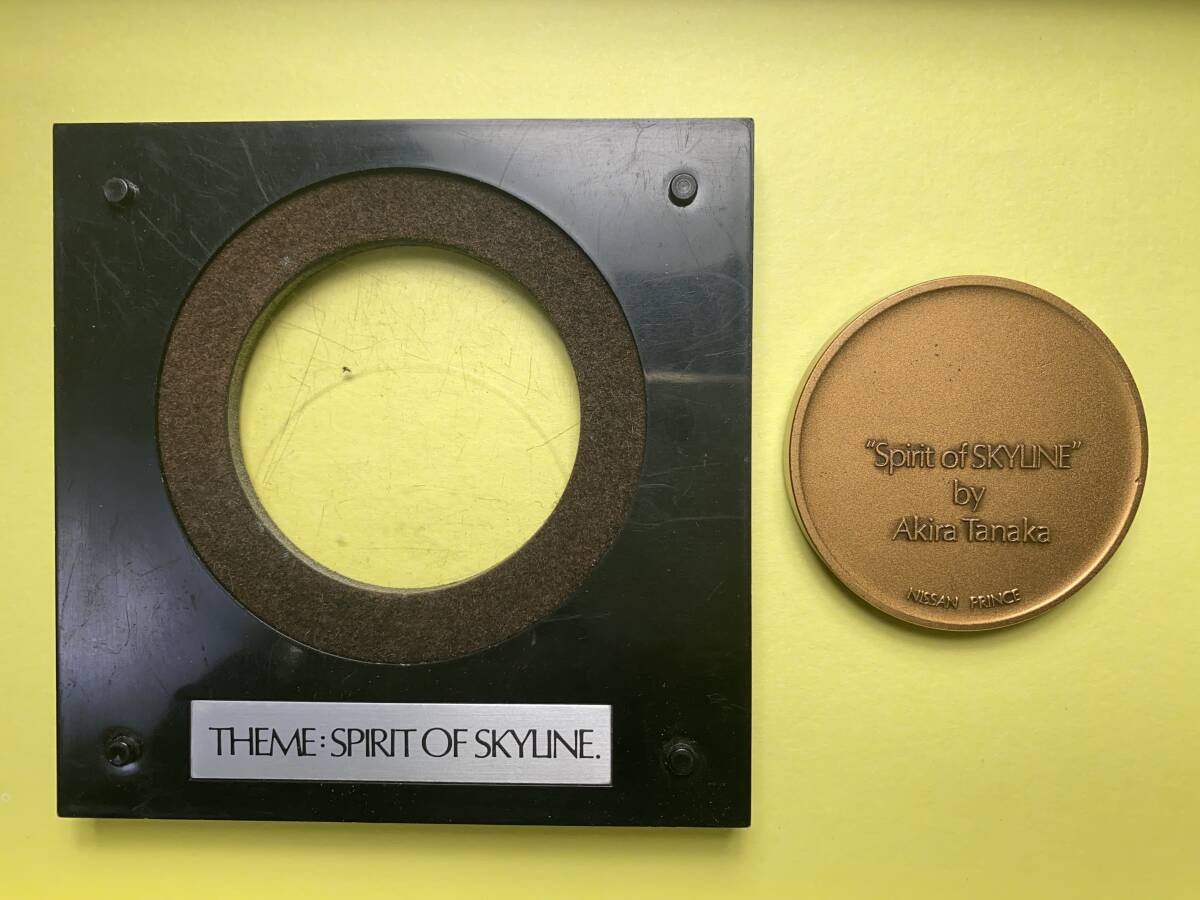 THEME: SPIRIT OF SKYLINE.
"Spirit of SKYLINE"
by
Akira Tanaka
NISSAN PRINCE